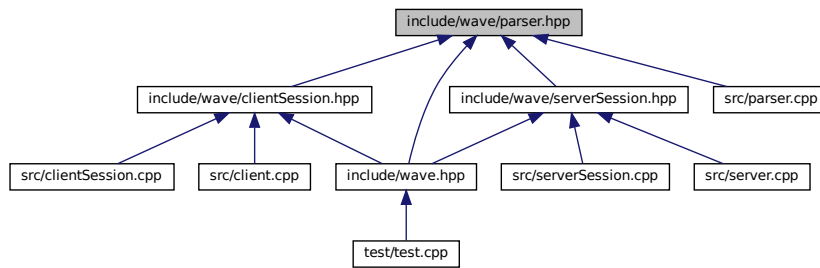 include/wave/parser.hpp
include/wave/clientSession.hpp
include/wave/serverSession.hpp
src/parser.cpp
src/clientSession.cpp
src/client.cpp
include/wave.hpp
src/serverSession.cpp
src/server.cpp
test/test.cpp